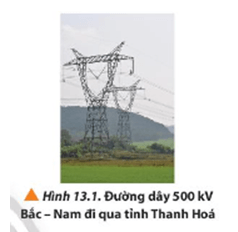 Hình 13.1. Đường dây 500 kV
Bắc – Nam đi qua tỉnh Thanh Hoá